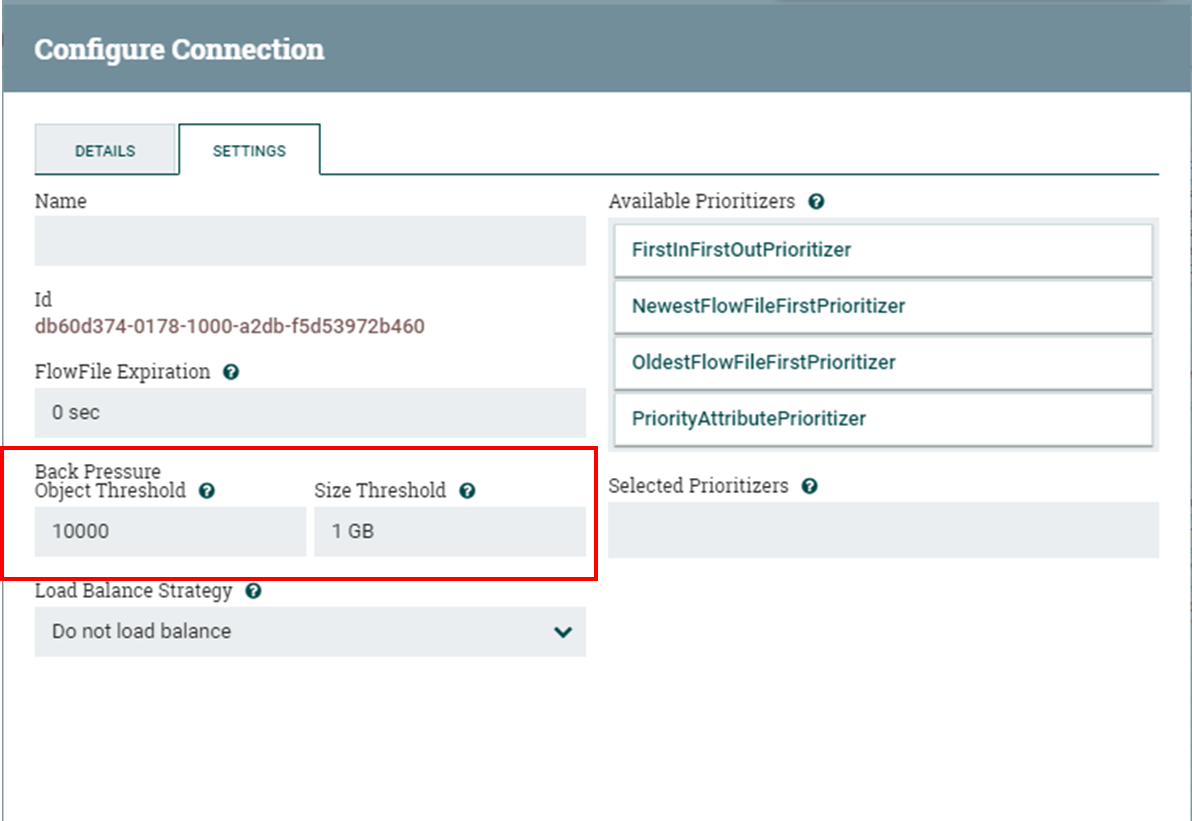 Configure Connection
DETAILS
SETTINGS
Name
Id
db60d374-0178-1000-a2db-f5d53972b460
FlowFile Expiration
0 sec
Back Pressure
Object Threshold
Size Threshold
10000
1 GB
Load Balance Strategy
Do not load balance
Available Prioritizers
FirstInFirstOutPrioritizer
NewestFlowFileFirstPrioritizer
OldestFlowFileFirstPrioritizer
PriorityAttributePrioritizer
Selected Prioritizers